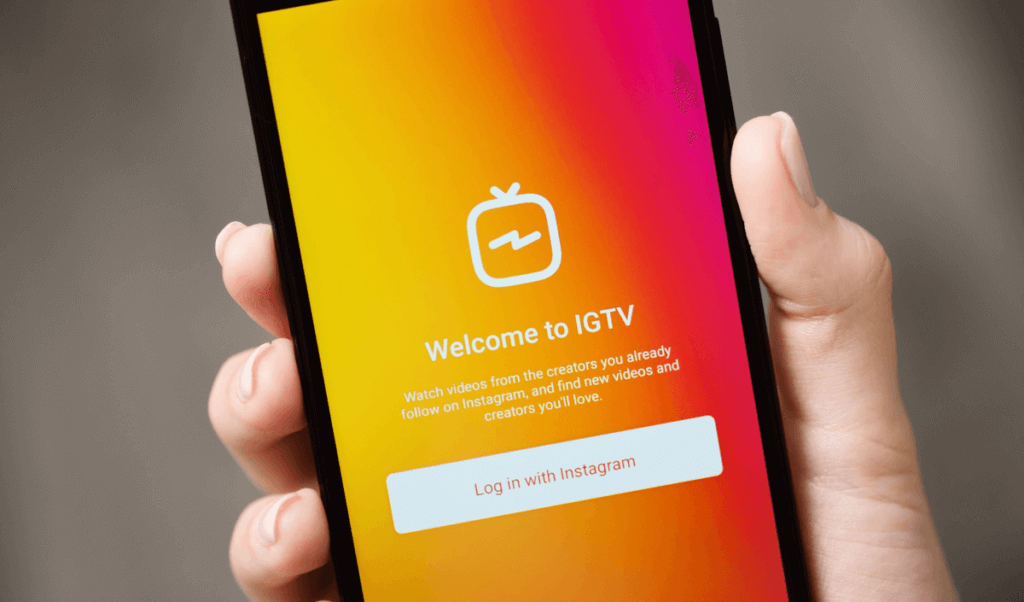 Welcome to IGTV
Watch videos from the creators you already
follow on Instagram, and find new videos and
creators you'll love.
Log in with Instagram